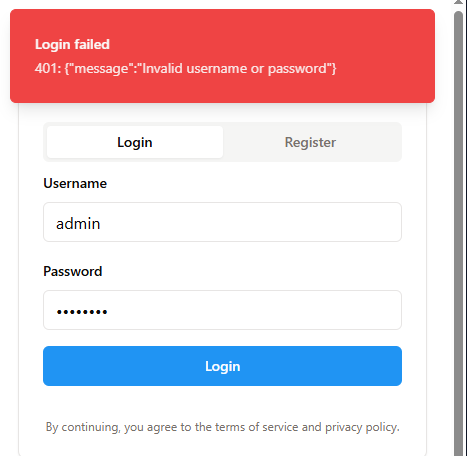 Login failed
401: {"message":"Invalid username or password"}
Login Register
Username
admin
Password
••••••••
Login
By continuing, you agree to the terms of service and privacy policy.